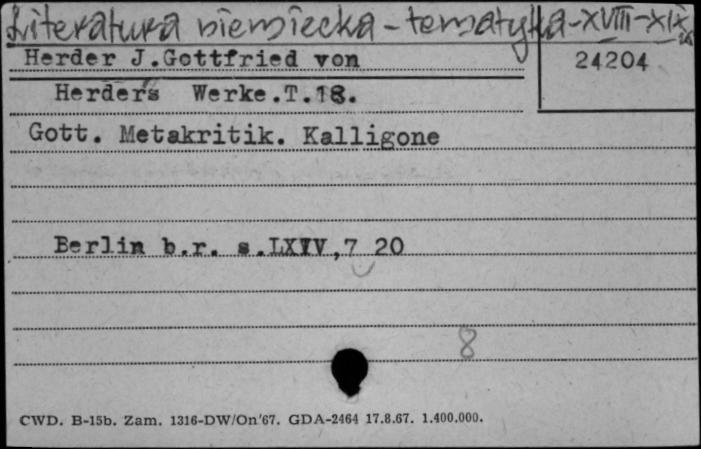 Literatura niemiecka - tematyka - XVIII - XIX w
Herder J.Gottfried von
24204
Herder's Werke.T.18.
Gott. Metakritik. Kalligone
Berlin b.r. s.LXIV,7 20
8
CWD. B-15b. Zam. 1316-DW/On'67. GDA-2464 17.8.67. 1.400.000.